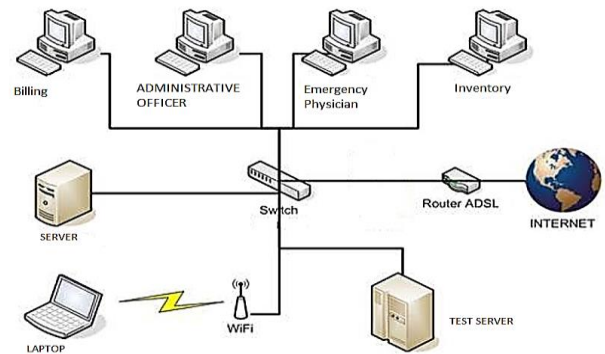 Billing
ADMINISTRATIVE
OFFICER
Emergency
Physician
Inventory
SERVER
Switch
Router ADSL
INTERNET
LAPTOP
WiFi
TEST SERVER